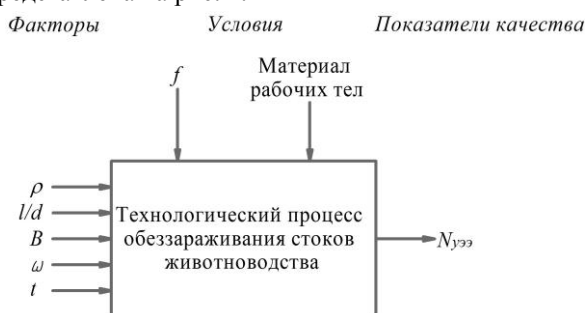 Факторы Условия Показатели качества
f
Материал
рабочих тел
ρ
l/d
B
ω
t
Технологический процесс
обеззараживания стоков
животноводства
Nуээ